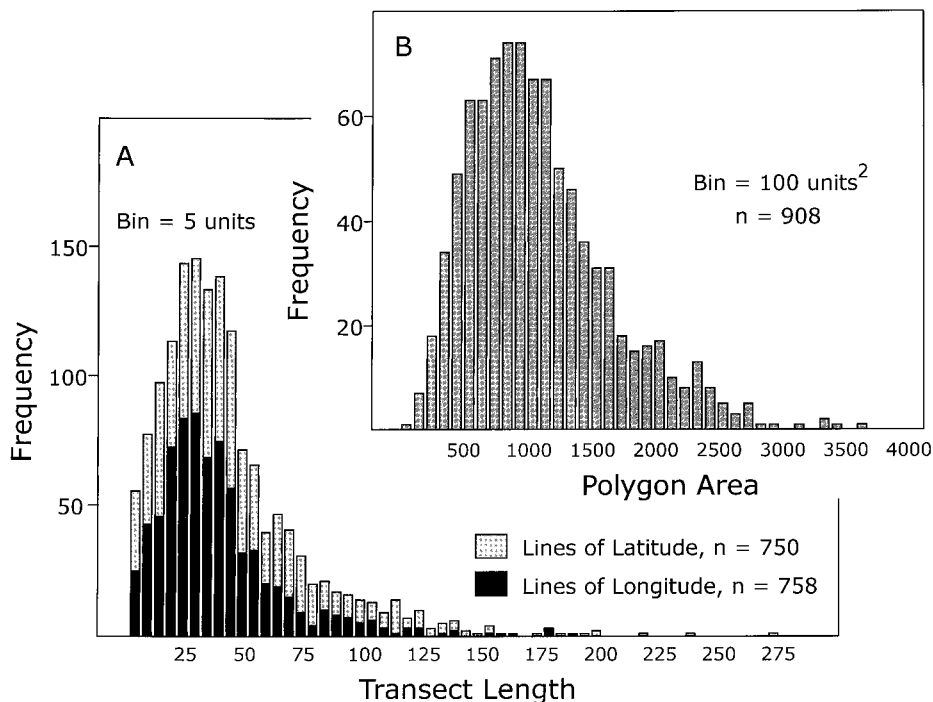 B
60
40
20
Frequency
Bin = 100 units²
n = 908
500 1000 1500 2000 2500 3000 3500 4000
Polygon Area
A
Bin = 5 units
150
100
50
Frequency
Lines of Latitude, n = 750
Lines of Longitude, n = 758
25 50 75 100 125 150 175 200 225 250 275
Transect Length